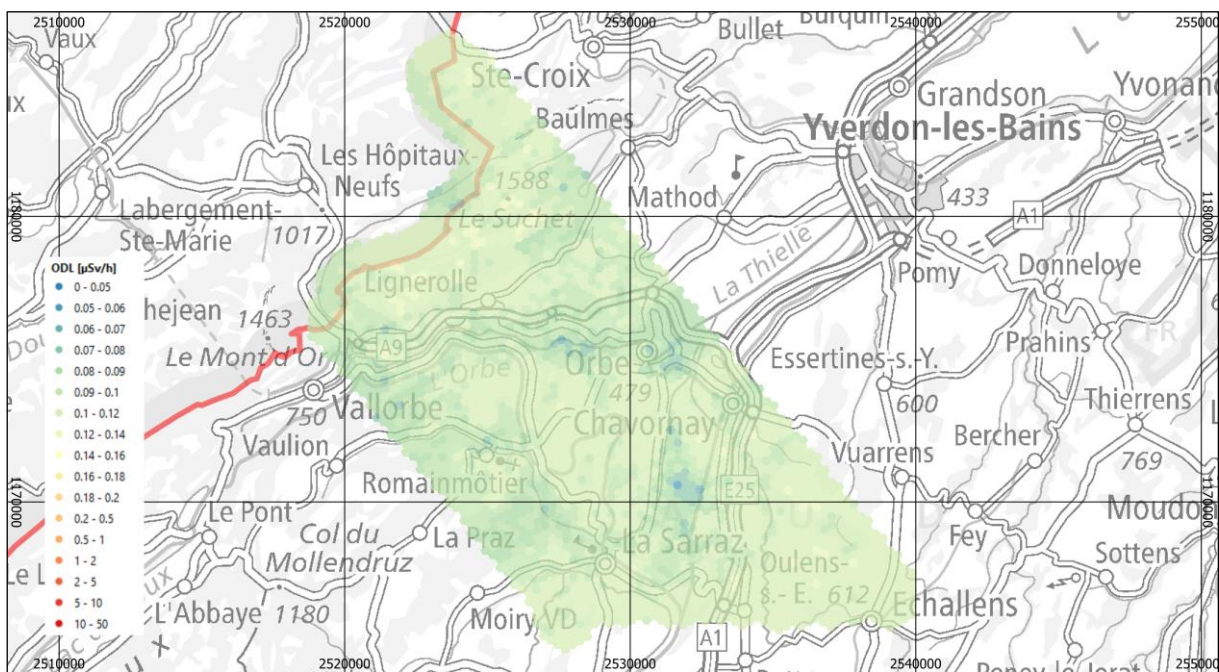 2510000
2520000
2530000
2540000
2550000
Vaux
Bullet
Ste-Croix
Grandson
Yvonand
Baulmes
Yverdon-les-Bains
Les Hôpitaux-
Neufs
1588
Mathod
433
Le Suchet
1180000
1180000
Labergement-
Ste-Marie
1017
A1
La Thielle
Pomy
Donneloye
Lignerolle
ODL [µSv/h]
0 - 0.05
0.05 - 0.06
0.06 - 0.07
0.07 - 0.08
0.08 - 0.09
0.09 - 0.1
0.1 - 0.12
0.12 - 0.14
0.14 - 0.16
0.16 - 0.18
0.18 - 0.2
0.2 - 0.5
0.5 - 1
1 - 2
2 - 5
5 - 10
10 - 50
hejean
1463
FR
A9
Prahins
Le Mont d'Or
L'Orbe
Orbe
Essertines-s.-Y.
479
750
Vallorbe
600
Thierrens
Chavornay
Vaulion
Bercher
Vuarrens
769
Romainmôtier
E25
1170000
1170000
Le Pont
Moudo
Col du
Mollendruz
La Praz
La Sarraz
Fey
Sottens
Oulens-
s.-E. 612
L'Abbaye
1180
Moiry VD
Echallens
A1
2510000
2520000
2530000
2540000
2550000